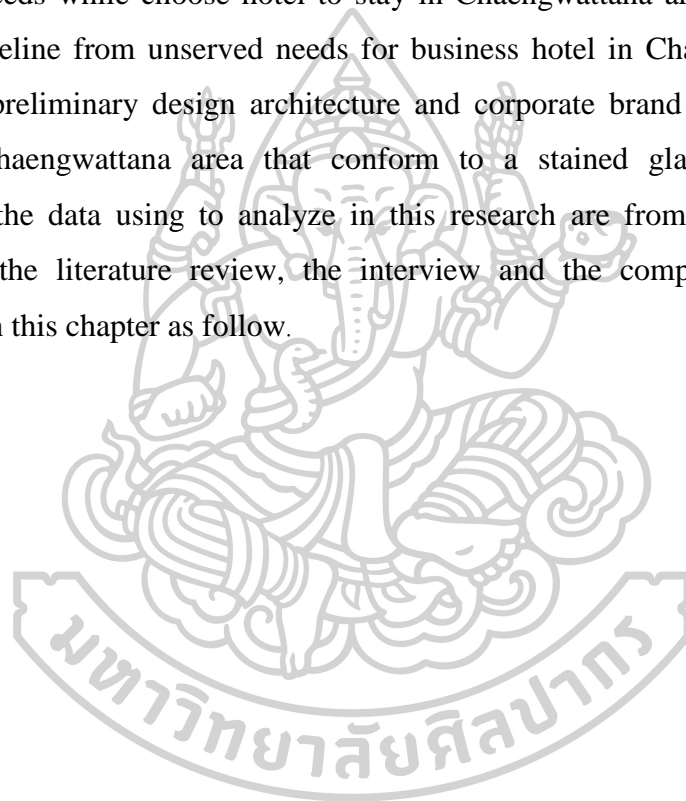 eeds while choose hotel to stay in Chaengwattana ar
eline from unserved needs for business hotel in Cha
preliminary design architecture and corporate brand
haengwattana area that conform to a stained gla
the data using to analyze in this research are from
the literature review, the interview and the comp
n this chapter as follow.
มหาวิทยาลัยศิลปากร